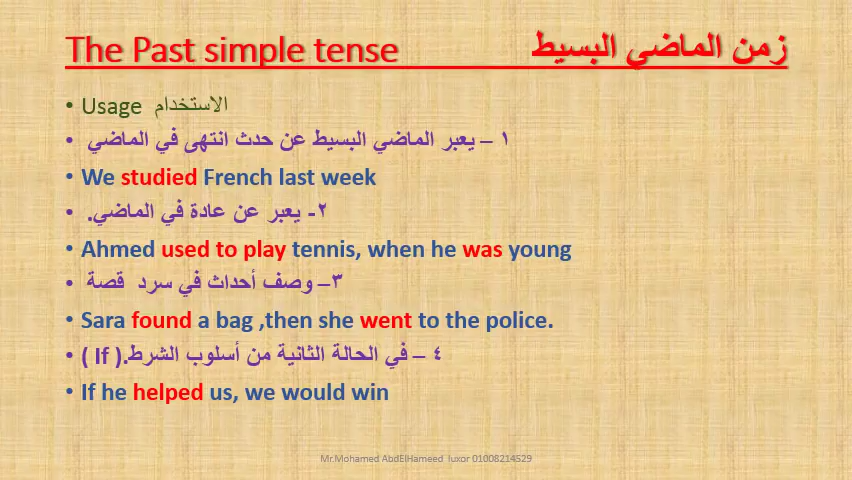 The Past simple tense زمن الماضي البسيط
• Usage الاستخدام
• ١ – يعبر الماضي البسيط عن حدث انتهى في الماضي
• We studied French last week
• ٢- يعبر عن عادة في الماضي.
• Ahmed used to play tennis, when he was young
• ٣– وصف أحداث في سرد قصة
• Sara found a bag ,then she went to the police.
• ٤ – في الحالة الثانية من أسلوب الشرط.( If )
• If he helped us, we would win
Mr.Mohamed AbdElHameed luxor 01008214529